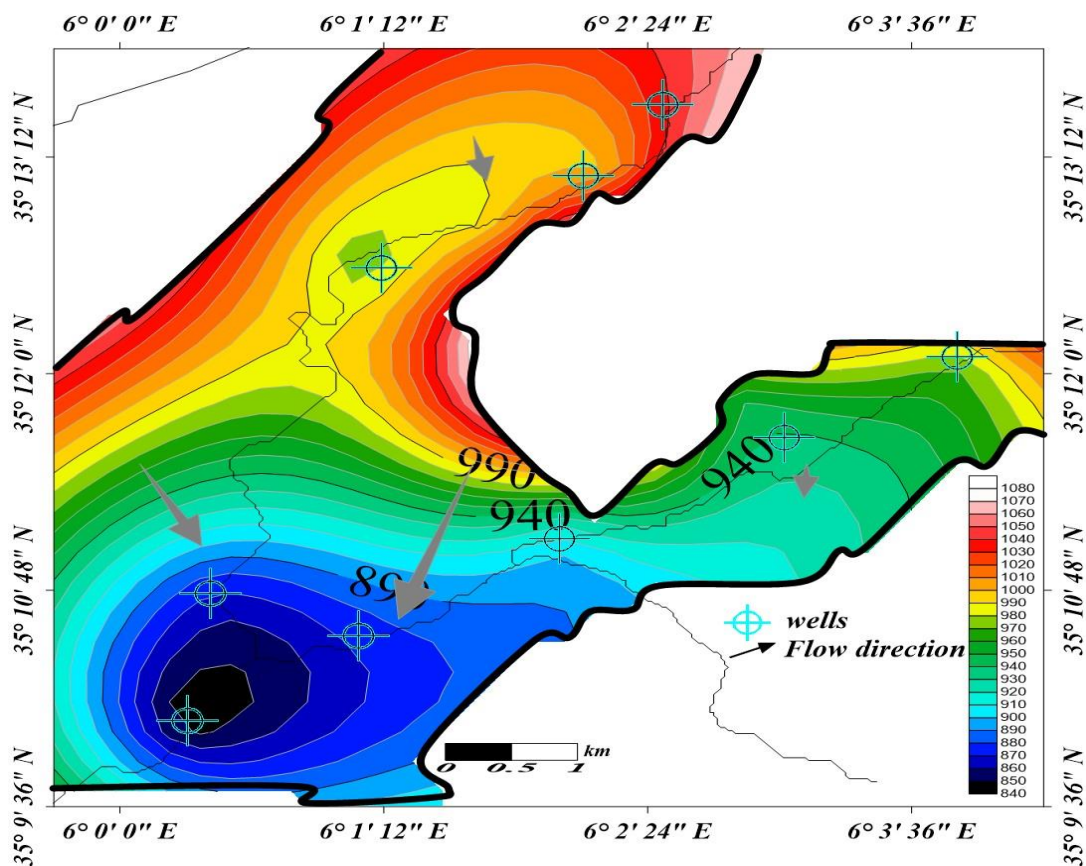 6° 0' 0" E 6° 1' 12" E 6° 2' 24" E 6° 3' 36" E
35° 13' 12" N
35° 13' 12" N
35° 12' 0" N
35° 12' 0" N
990
940
940
890
35° 10' 48" N
35° 10' 48" N
wells
Flow direction
1080
1070
1060
1050
1040
1030
1020
1010
1000
990
980
970
960
950
940
930
920
910
900
890
880
870
860
850
840
km
0 0.5 1
35° 9' 36" N
35° 9' 36" N
6° 0' 0" E 6° 1' 12" E 6° 2' 24" E 6° 3' 36" E